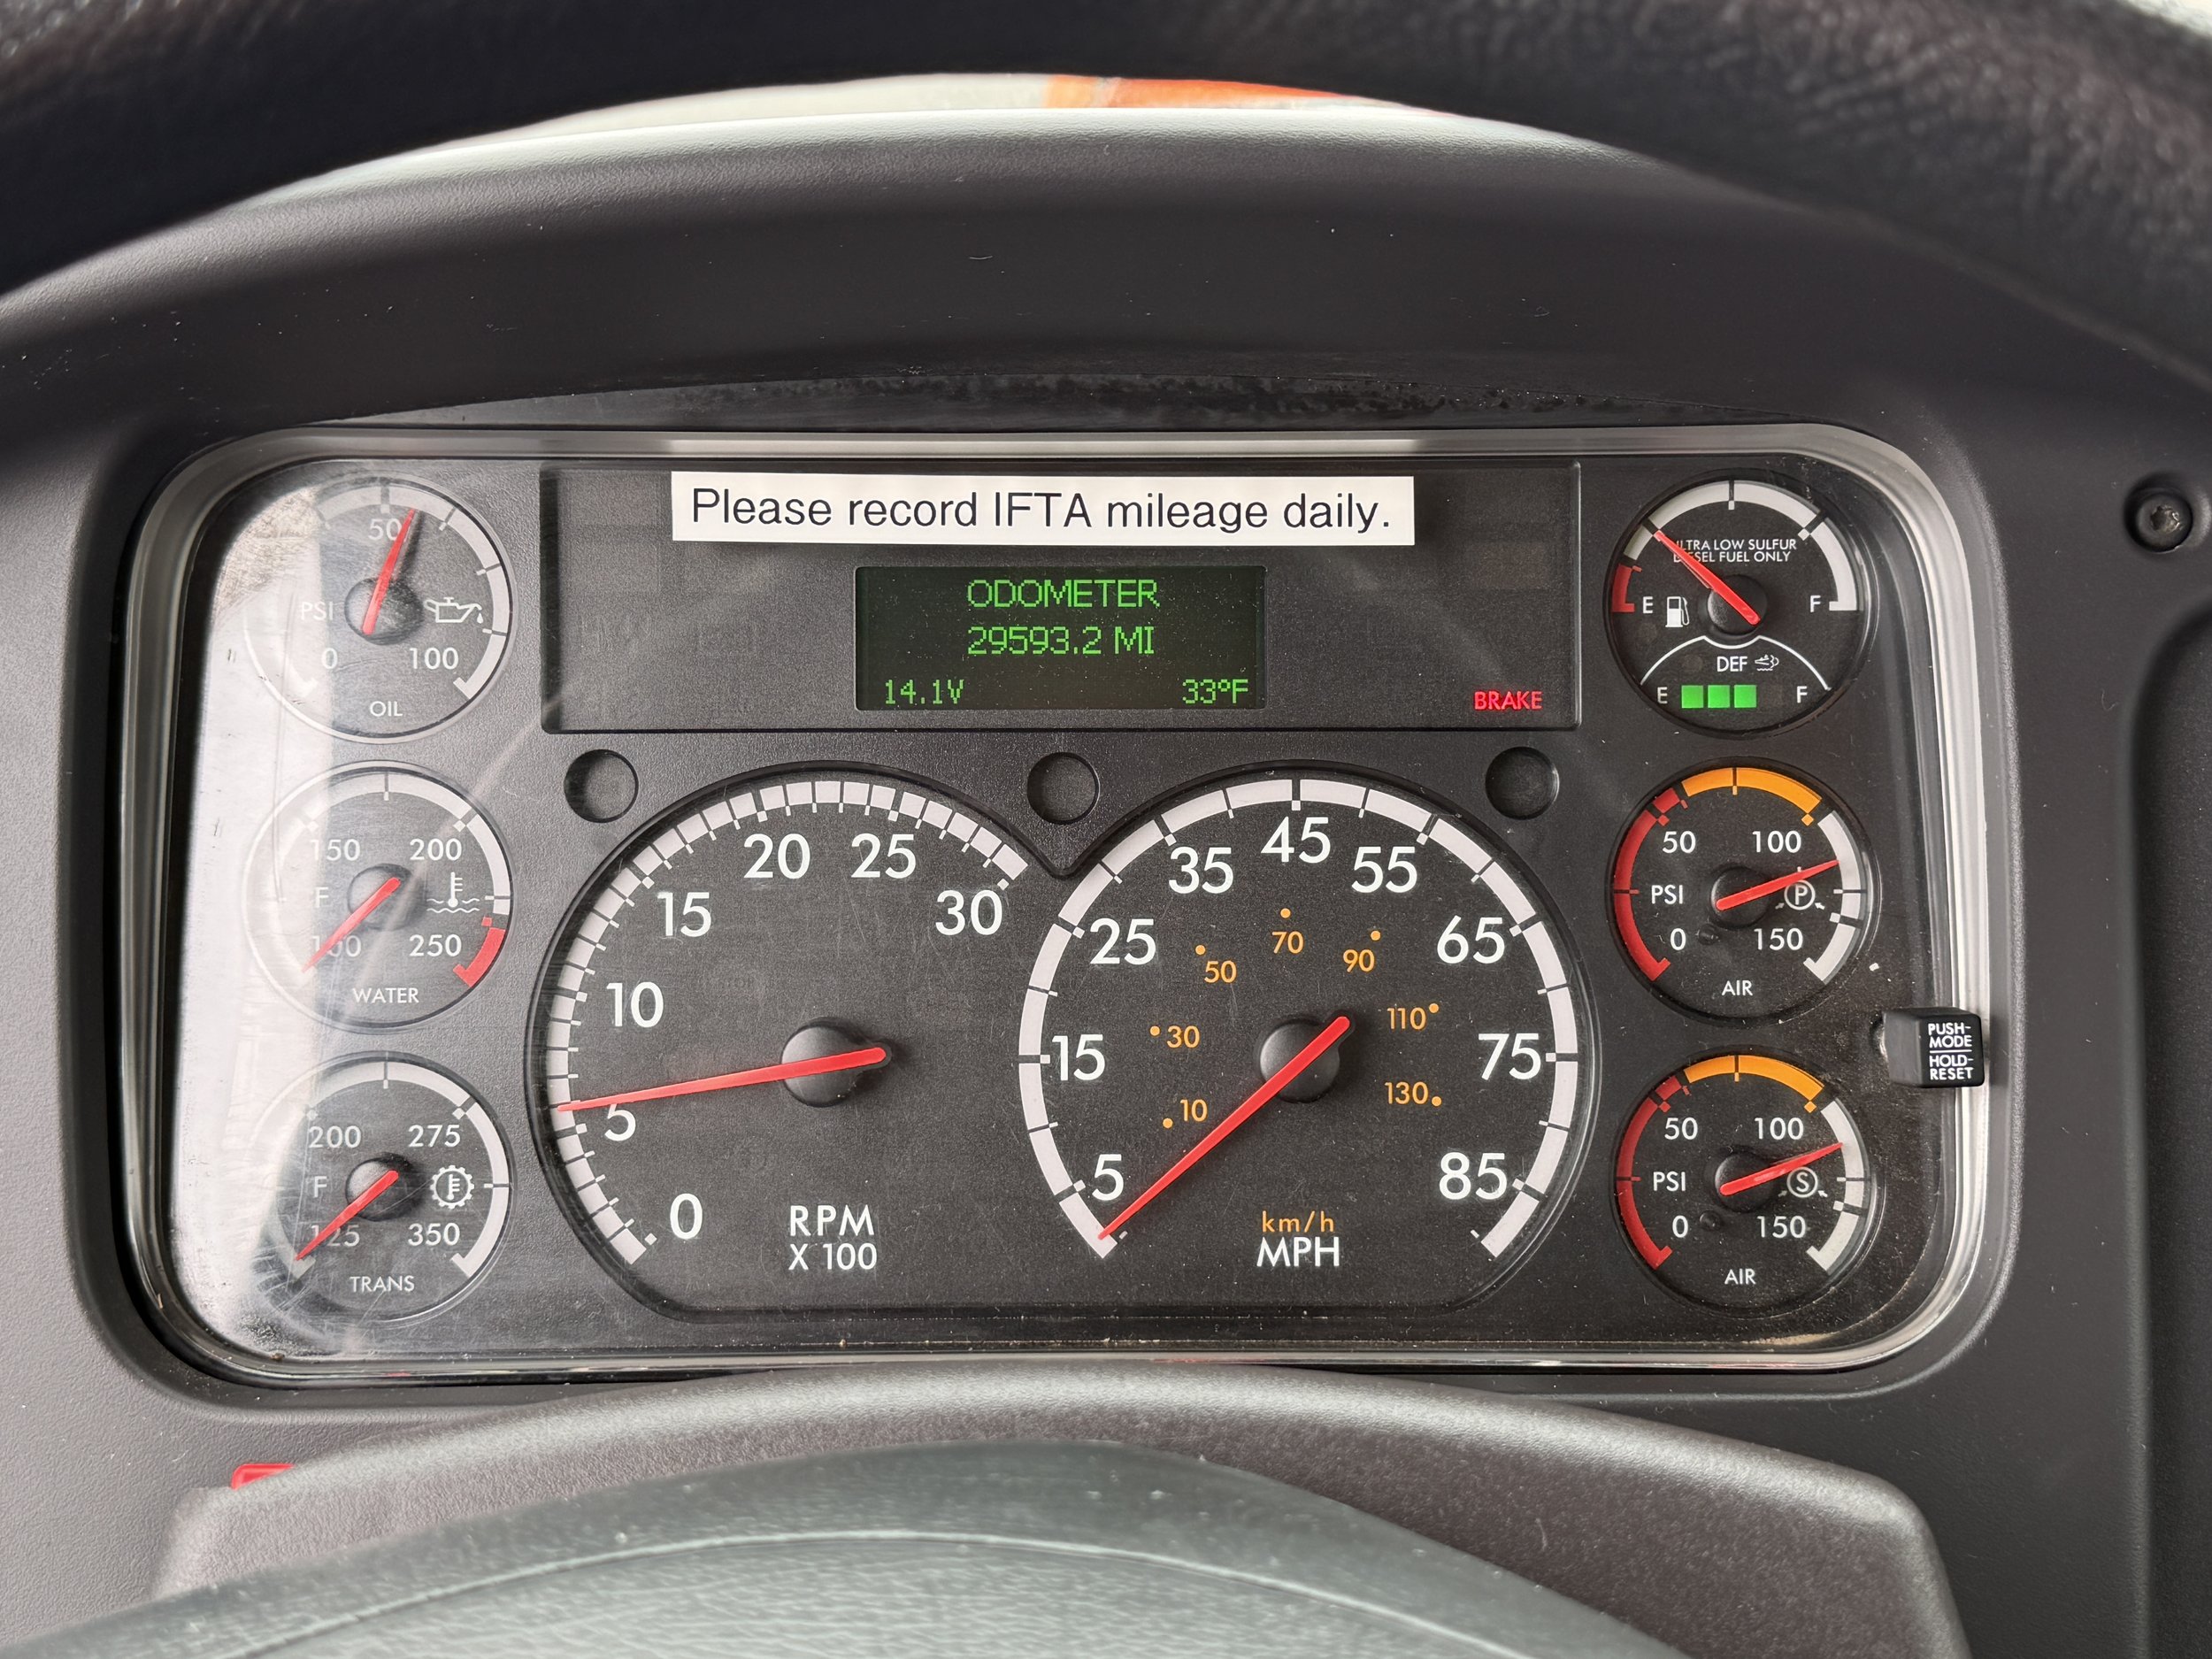 Please record IFTA mileage daily.
ODOMETER
29593.2 MI
14.1V 33°F
BRAKE
50
PSI
0 100
OIL
150 200
F
100 250
WATER
200 275
F
125 350
TRANS
0 5 10 15 20 25 30
RPM
X 100
5 15 25 35 45 55 65 75 85
10 30 50 70 90 110 130
km/h
MPH
ULTRA LOW SULFUR
DIESEL FUEL ONLY
E F
DEF
E F
50 100
PSI P
0 150
AIR
50 100
PSI S
0 150
AIR
PUSH-
MODE
HOLD-
RESET